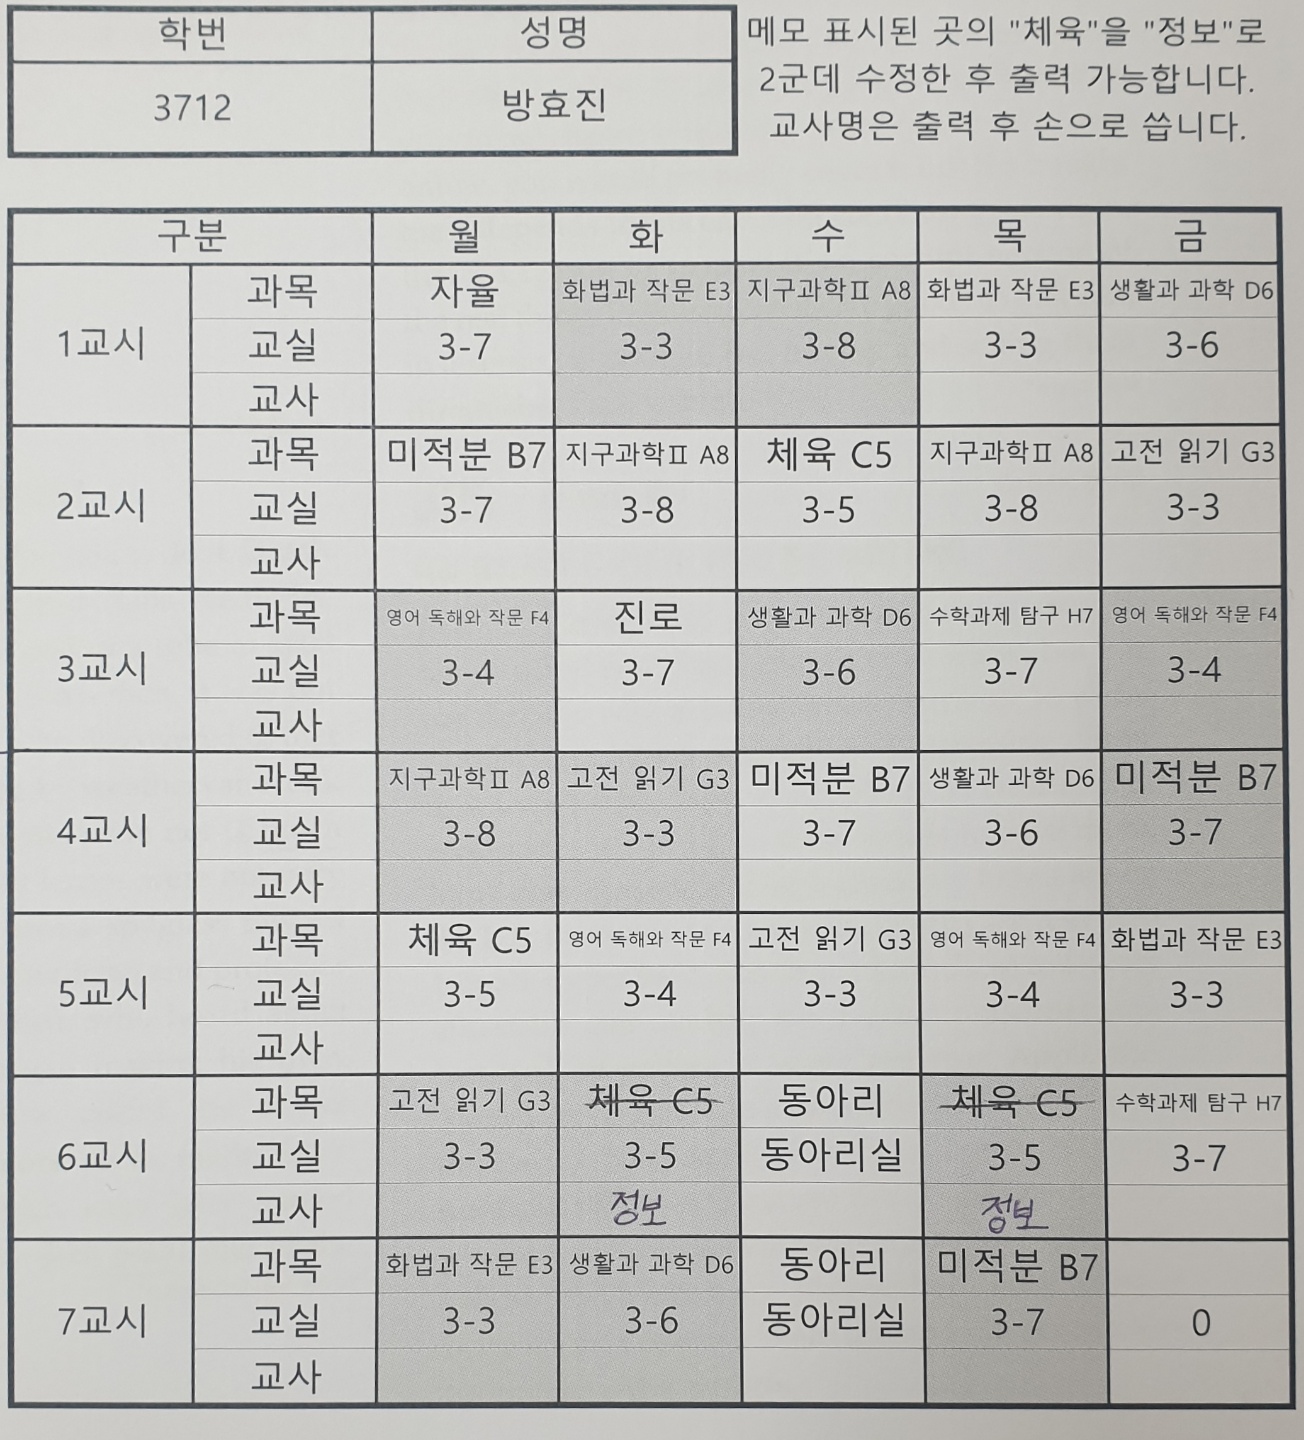 학번 성명
3712 방효진
메모 표시된 곳의 "체육"을 "정보"로
2군데 수정한 후 출력 가능합니다.
교사명은 출력 후 손으로 씁니다.
구분 월 화 수 목 금
과목 자율 화법과 작문 E3 지구과학Ⅱ A8 화법과 작문 E3 생활과 과학 D6
1교시 교실 3-7 3-3 3-8 3-3 3-6
교사
과목 미적분 B7 지구과학Ⅱ A8 체육 C5 지구과학Ⅱ A8 고전 읽기 G3
2교시 교실 3-7 3-8 3-5 3-8 3-3
교사
과목 영어 독해와 작문 F4 진로 생활과 과학 D6 수학과제 탐구 H7 영어 독해와 작문 F4
3교시 교실 3-4 3-7 3-6 3-7 3-4
교사
과목 지구과학Ⅱ A8 고전 읽기 G3 미적분 B7 생활과 과학 D6 미적분 B7
4교시 교실 3-8 3-3 3-7 3-6 3-7
교사
과목 체육 C5 영어 독해와 작문 F4 고전 읽기 G3 영어 독해와 작문 F4 화법과 작문 E3
5교시 교실 3-5 3-4 3-3 3-4 3-3
교사
과목 고전 읽기 G3 체육 C5 동아리 체육 C5 수학과제 탐구 H7
6교시 교실 3-3 3-5 동아리실 3-5 3-7
교사 정보 정보
과목 화법과 작문 E3 생활과 과학 D6 동아리 미적분 B7
7교시 교실 3-3 3-6 동아리실 3-7 0
교사